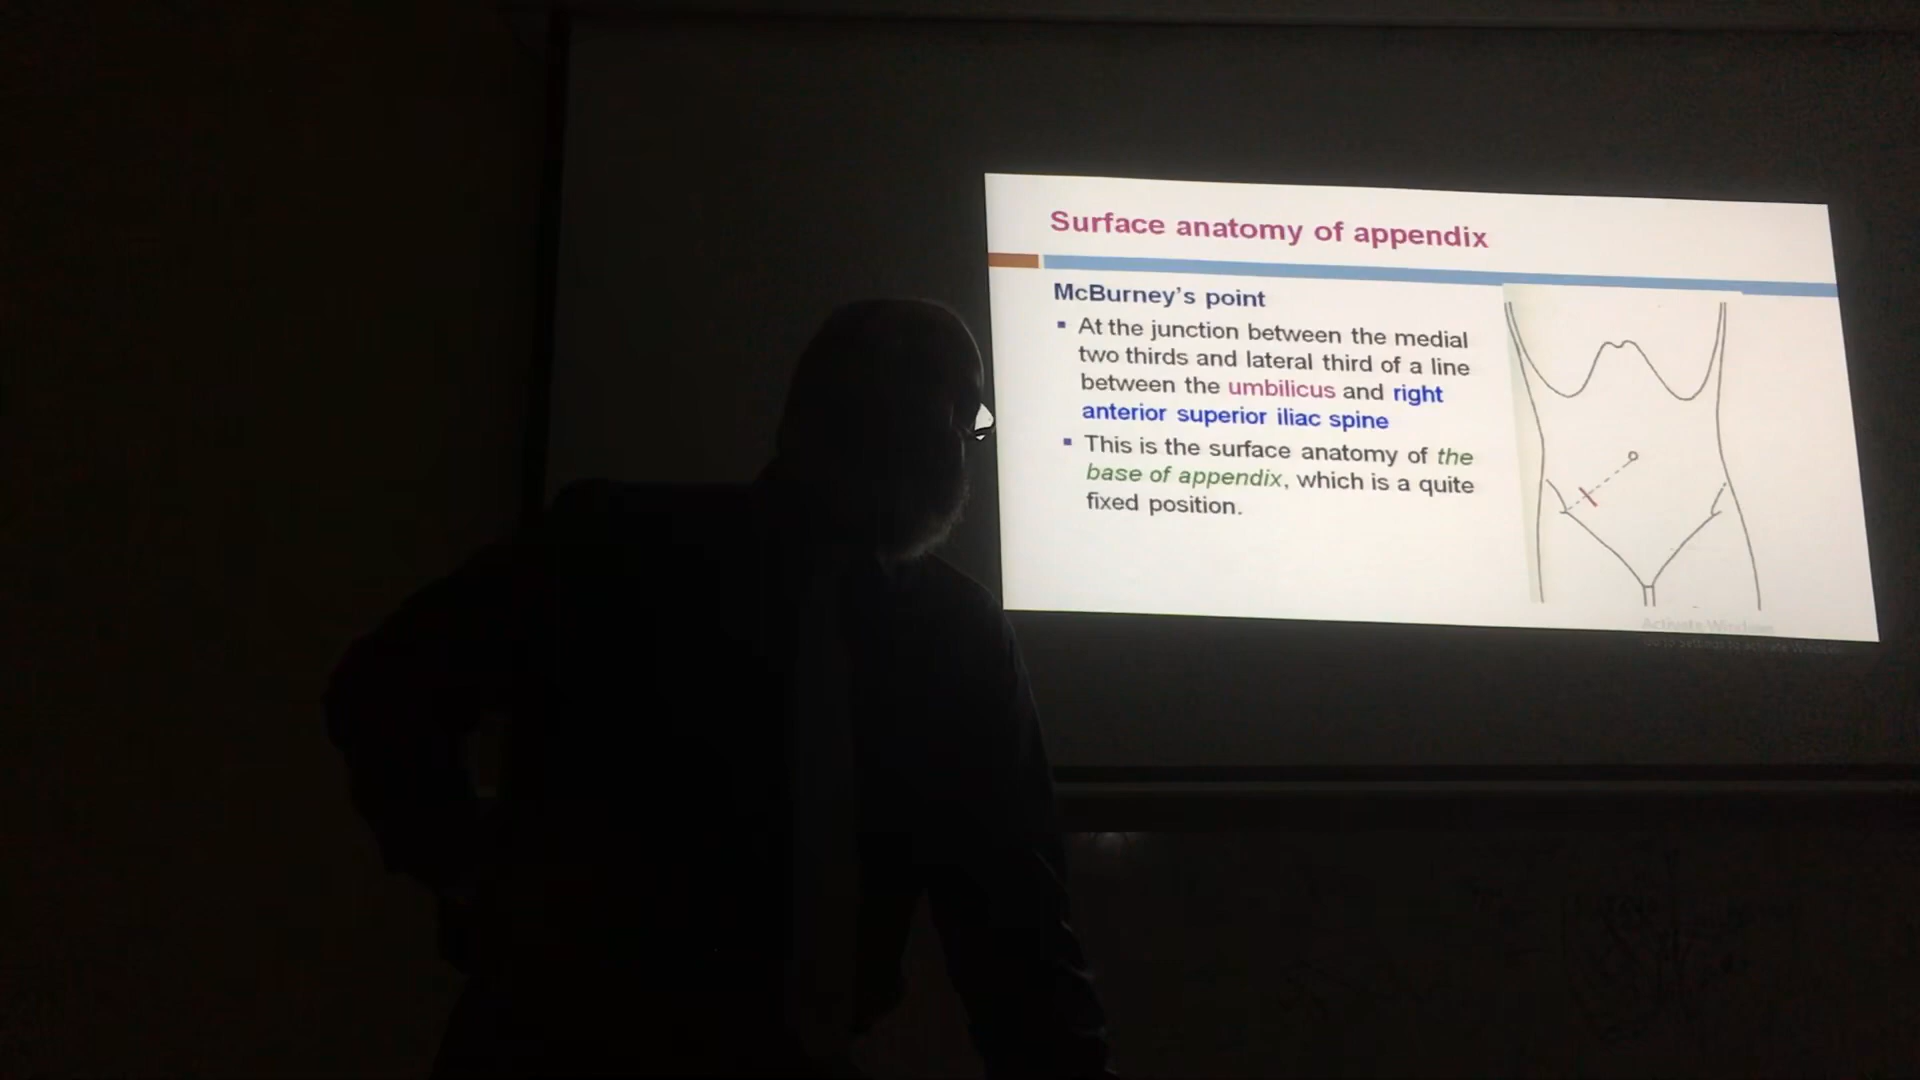 Surface anatomy of appendix
McBurney's point
▪ At the junction between the medial
two thirds and lateral third of a line
between the umbilicus and right
anterior superior iliac spine
▪ This is the surface anatomy of the
base of appendix, which is a quite
fixed position.
Activate Windows